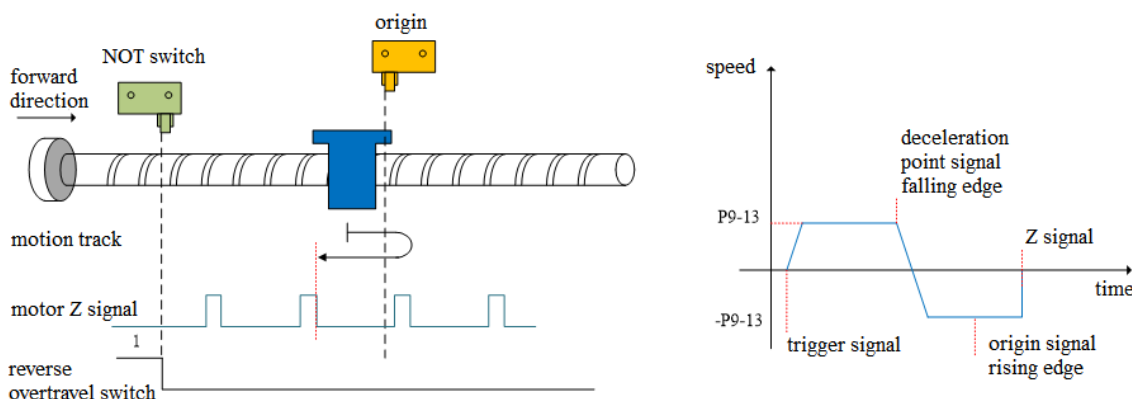 origin
NOT switch
forward
direction
motion track
motor Z signal
1
reverse
overtravel switch
speed
deceleration
point signal
falling edge
P9-13
Z signal
time
-P9-13
trigger signal
origin signal
rising edge